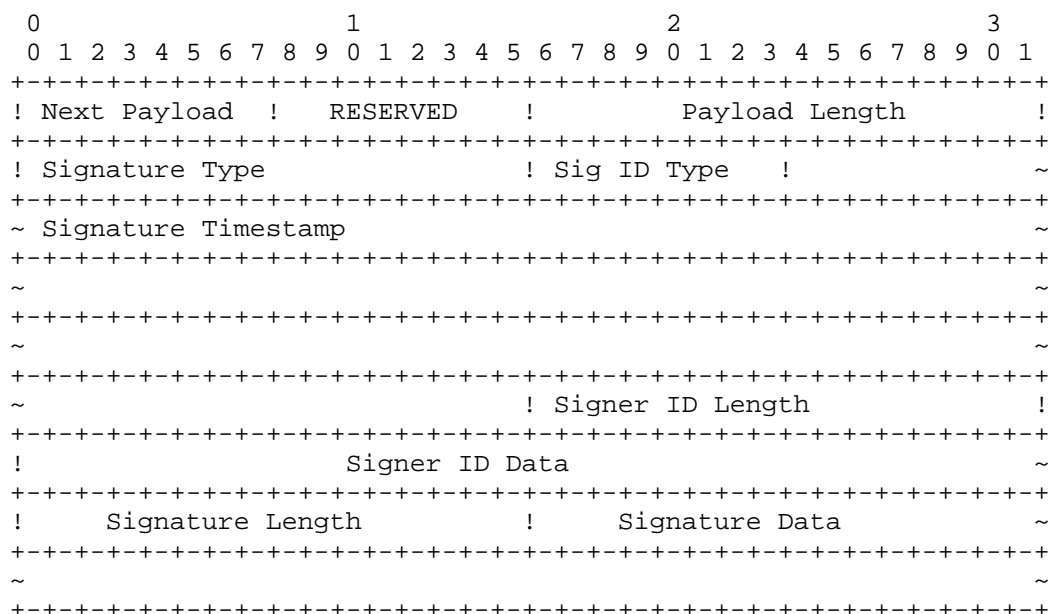 0                   1                   2                   3
 0 1 2 3 4 5 6 7 8 9 0 1 2 3 4 5 6 7 8 9 0 1 2 3 4 5 6 7 8 9 0 1
+-+-+-+-+-+-+-+-+-+-+-+-+-+-+-+-+-+-+-+-+-+-+-+-+-+-+-+-+-+-+-+-+
! Next Payload  !   RESERVED    !         Payload Length        !
+-+-+-+-+-+-+-+-+-+-+-+-+-+-+-+-+-+-+-+-+-+-+-+-+-+-+-+-+-+-+-+-+
! Signature Type                ! Sig ID Type   !               ~
+-+-+-+-+-+-+-+-+-+-+-+-+-+-+-+-+-+-+-+-+-+-+-+-+-+-+-+-+-+-+-+-+
~ Signature Timestamp                                           ~
+-+-+-+-+-+-+-+-+-+-+-+-+-+-+-+-+-+-+-+-+-+-+-+-+-+-+-+-+-+-+-+-+
~                                                               ~
+-+-+-+-+-+-+-+-+-+-+-+-+-+-+-+-+-+-+-+-+-+-+-+-+-+-+-+-+-+-+-+-+
~                                                               ~
+-+-+-+-+-+-+-+-+-+-+-+-+-+-+-+-+-+-+-+-+-+-+-+-+-+-+-+-+-+-+-+-+
~                               ! Signer ID Length              !
+-+-+-+-+-+-+-+-+-+-+-+-+-+-+-+-+-+-+-+-+-+-+-+-+-+-+-+-+-+-+-+-+
!                    Signer ID Data                             ~
+-+-+-+-+-+-+-+-+-+-+-+-+-+-+-+-+-+-+-+-+-+-+-+-+-+-+-+-+-+-+-+-+
!     Signature Length          !     Signature Data            ~
+-+-+-+-+-+-+-+-+-+-+-+-+-+-+-+-+-+-+-+-+-+-+-+-+-+-+-+-+-+-+-+-+
~                                                               ~
+-+-+-+-+-+-+-+-+-+-+-+-+-+-+-+-+-+-+-+-+-+-+-+-+-+-+-+-+-+-+-+-+